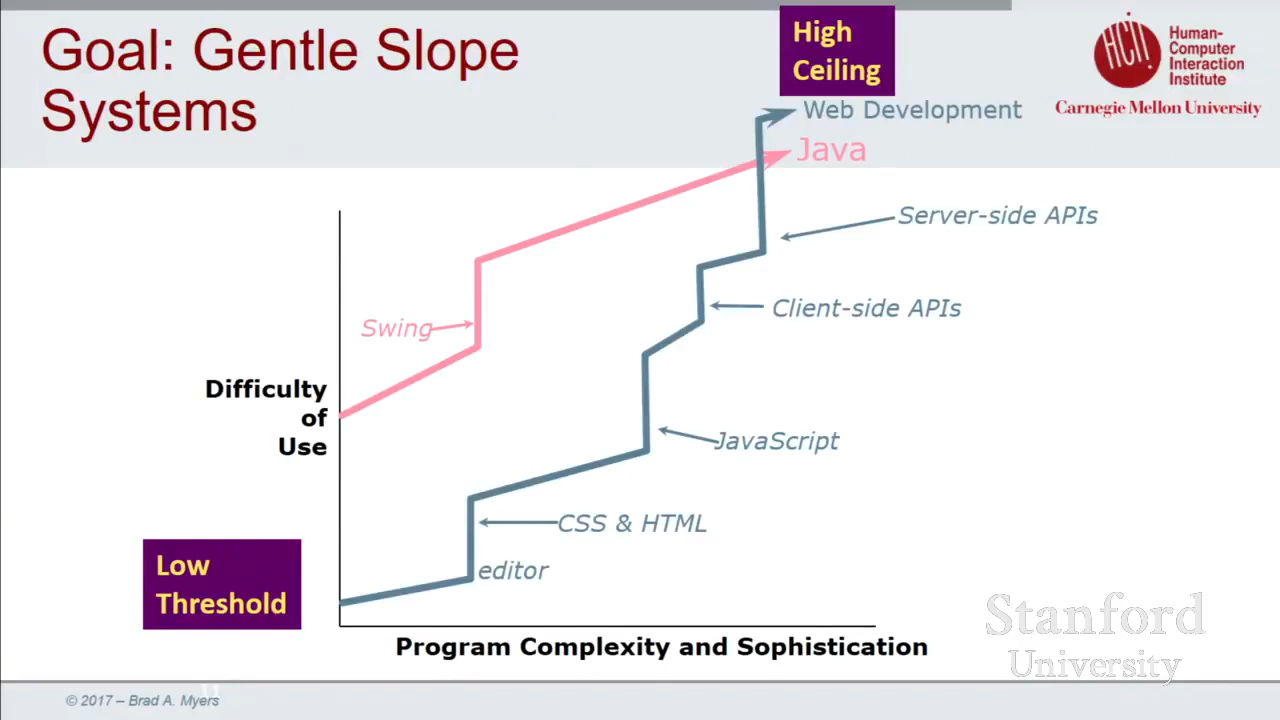 Goal: Gentle Slope
Systems
High
Ceiling
HCII
Human-
Computer
Interaction
Institute
Carnegie Mellon University
Web Development
Java
Server-side APIs
Swing
Client-side APIs
Difficulty
of
Use
JavaScript
CSS & HTML
editor
Low
Threshold
Program Complexity and Sophistication
Stanford
University
© 2017 – Brad A. Myers